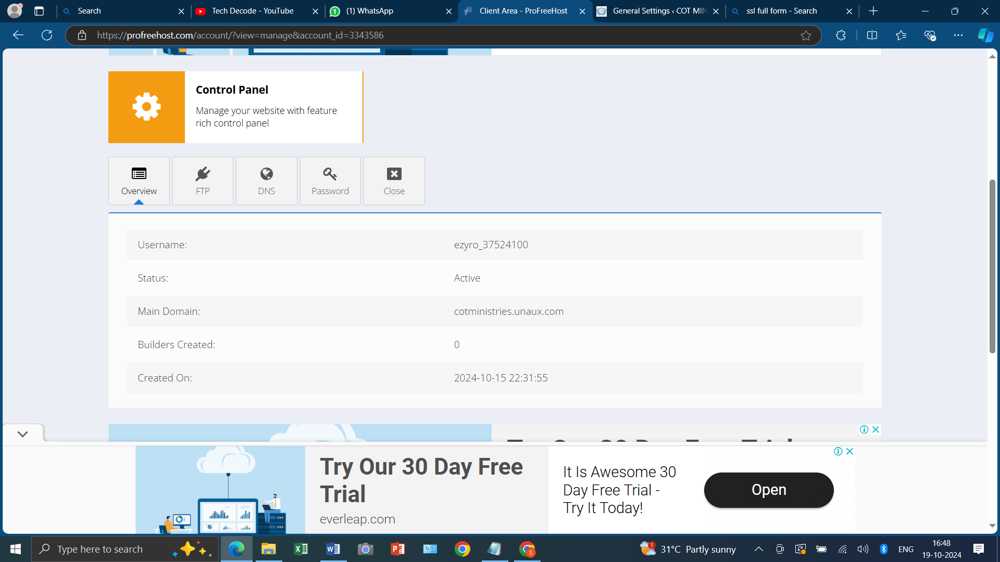 Search
Tech Decode - YouTube
(1) WhatsApp
Client Area - ProFreeHost
General Settings ‹ COT MIN
ssl full form - Search
https://profreehost.com/account/?view=manage&account_id=3343586
Control Panel
Manage your website with feature
rich control panel
Overview
FTP
DNS
Password
Close
Username: ezyro_37524100
Status: Active
Main Domain: cotministries.unaux.com
Builders Created: 0
Created On: 2024-10-15 22:31:55
Try Our 30 Day Free
Trial
everleap.com
It Is Awesome 30
Day Free Trial -
Try It Today!
Open
Type here to search
1
31°C Partly sunny
ENG
16:48
19-10-2024